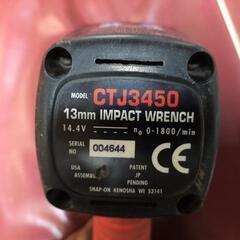 MODEL CTJ3450
13mm IMPACT WRENCH
14.4V n₀ 0-1800/min
SERIAL NO 004644
USA PATENT
ASSEMBLY JP
PENDING
CE
SNAP-ON KENOSHA WI 53141